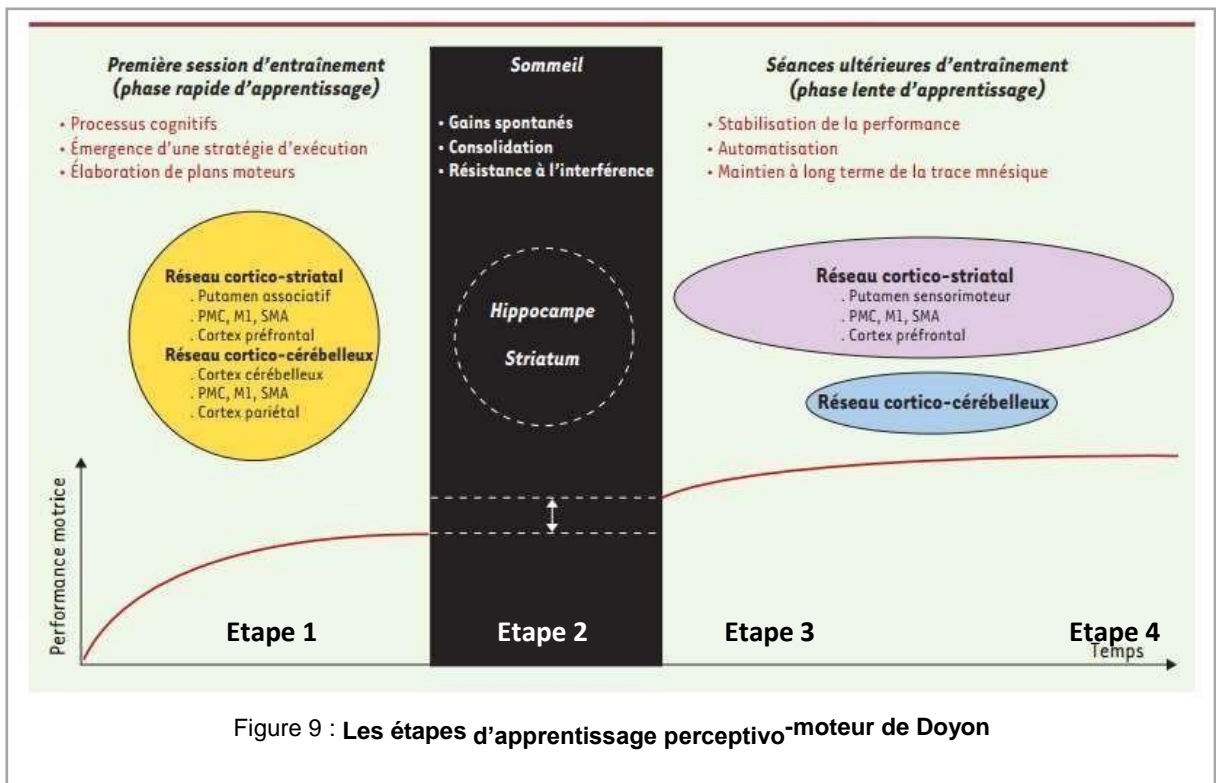 Première session d'entraînement
(phase rapide d'apprentissage)
• Processus cognitifs
• Émergence d'une stratégie d'exécution
• Élaboration de plans moteurs
Réseau cortico-striatal
. Putamen associatif
. PMC, M1, SMA
. Cortex préfrontal
Réseau cortico-cérébelleux
. Cortex cérébelleux
. PMC, M1, SMA
. Cortex pariétal
Sommeil
• Gains spontanés
• Consolidation
• Résistance à l'interférence
Hippocampe
Striatum
Séances ultérieures d'entraînement
(phase lente d'apprentissage)
• Stabilisation de la performance
• Automatisation
• Maintien à long terme de la trace mnésique
Réseau cortico-striatal
. Putamen sensorimoteur
. PMC, M1, SMA
. Cortex préfrontal
Réseau cortico-cérébelleux
Performance motrice
Etape 1
Etape 2
Etape 3
Etape 4
Temps
Figure 9 : Les étapes d'apprentissage perceptivo-moteur de Doyon